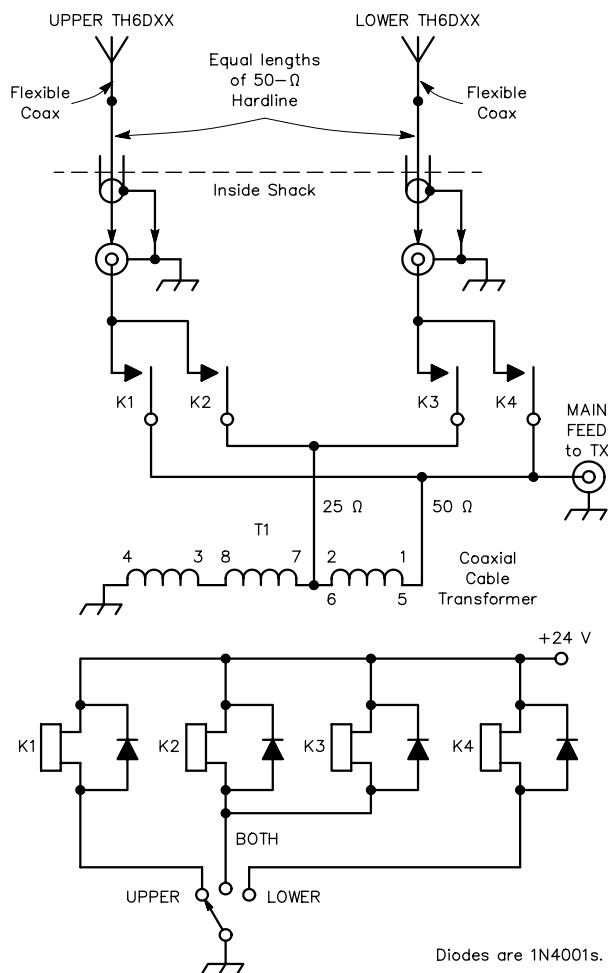 UPPER TH6DXX
LOWER TH6DXX
Equal lengths
of 50-Ω
Hardline
Flexible
Coax
Flexible
Coax
Inside Shack
K1
K2
K3
K4
MAIN
FEED
to TX
25 Ω
50 Ω
T1
4
3
8
7
2
1
6
5
Coaxial
Cable
Transformer
+24 V
K1
K2
K3
K4
BOTH
UPPER
LOWER
Diodes are 1N4001s.